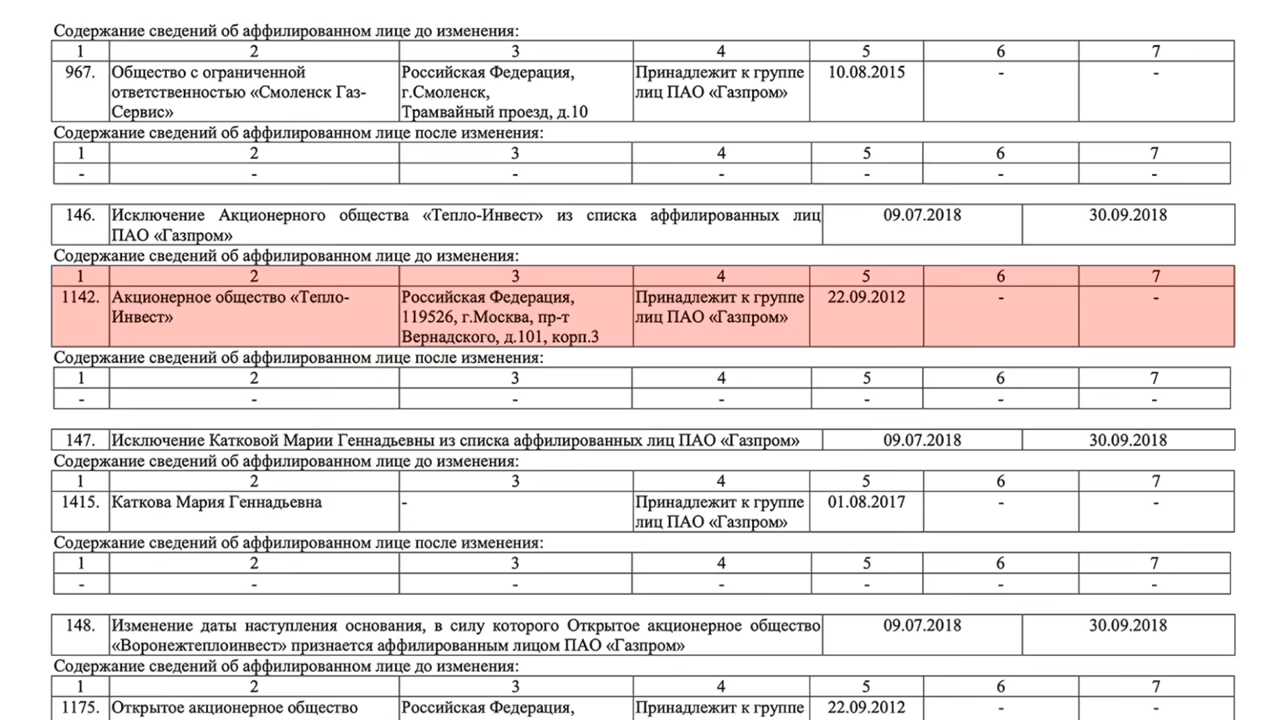 Содержание сведений об аффилированном лице до изменения:
1 2 3 4 5 6 7
967. Общество с ограниченной Российская Федерация, Принадлежит к группе 10.08.2015 - -
ответственностью «Смоленск Газ- г.Смоленск, лиц ПАО «Газпром»
Сервис» Трамвайный проезд, д.10
Содержание сведений об аффилированном лице после изменения:
1 2 3 4 5 6 7
- - - - - - -
146. Исключение Акционерного общества «Тепло-Инвест» из списка аффилированных лиц 09.07.2018 30.09.2018
ПАО «Газпром»
Содержание сведений об аффилированном лице до изменения:
1 2 3 4 5 6 7
1142. Акционерное общество «Тепло- Российская Федерация, Принадлежит к группе 22.09.2012 - -
Инвест» 119526, г.Москва, пр-т лиц ПАО «Газпром»
Вернадского, д.101, корп.3
Содержание сведений об аффилированном лице после изменения:
1 2 3 4 5 6 7
- - - - - - -
147. Исключение Катковой Марии Геннадьевны из списка аффилированных лиц ПАО «Газпром» 09.07.2018 30.09.2018
Содержание сведений об аффилированном лице до изменения:
1 2 3 4 5 6 7
1415. Каткова Мария Геннадьевна - Принадлежит к группе 01.08.2017 - -
лиц ПАО «Газпром»
Содержание сведений об аффилированном лице после изменения:
1 2 3 4 5 6 7
- - - - - - -
148. Изменение даты наступления основания, в силу которого Открытое акционерное общество 09.07.2018 30.09.2018
«Воронежтеплоинвест» признается аффилированным лицом ПАО «Газпром»
Содержание сведений об аффилированном лице до изменения:
1 2 3 4 5 6 7
1175. Открытое акционерное общество Российская Федерация, Принадлежит к группе 22.09.2012 - -